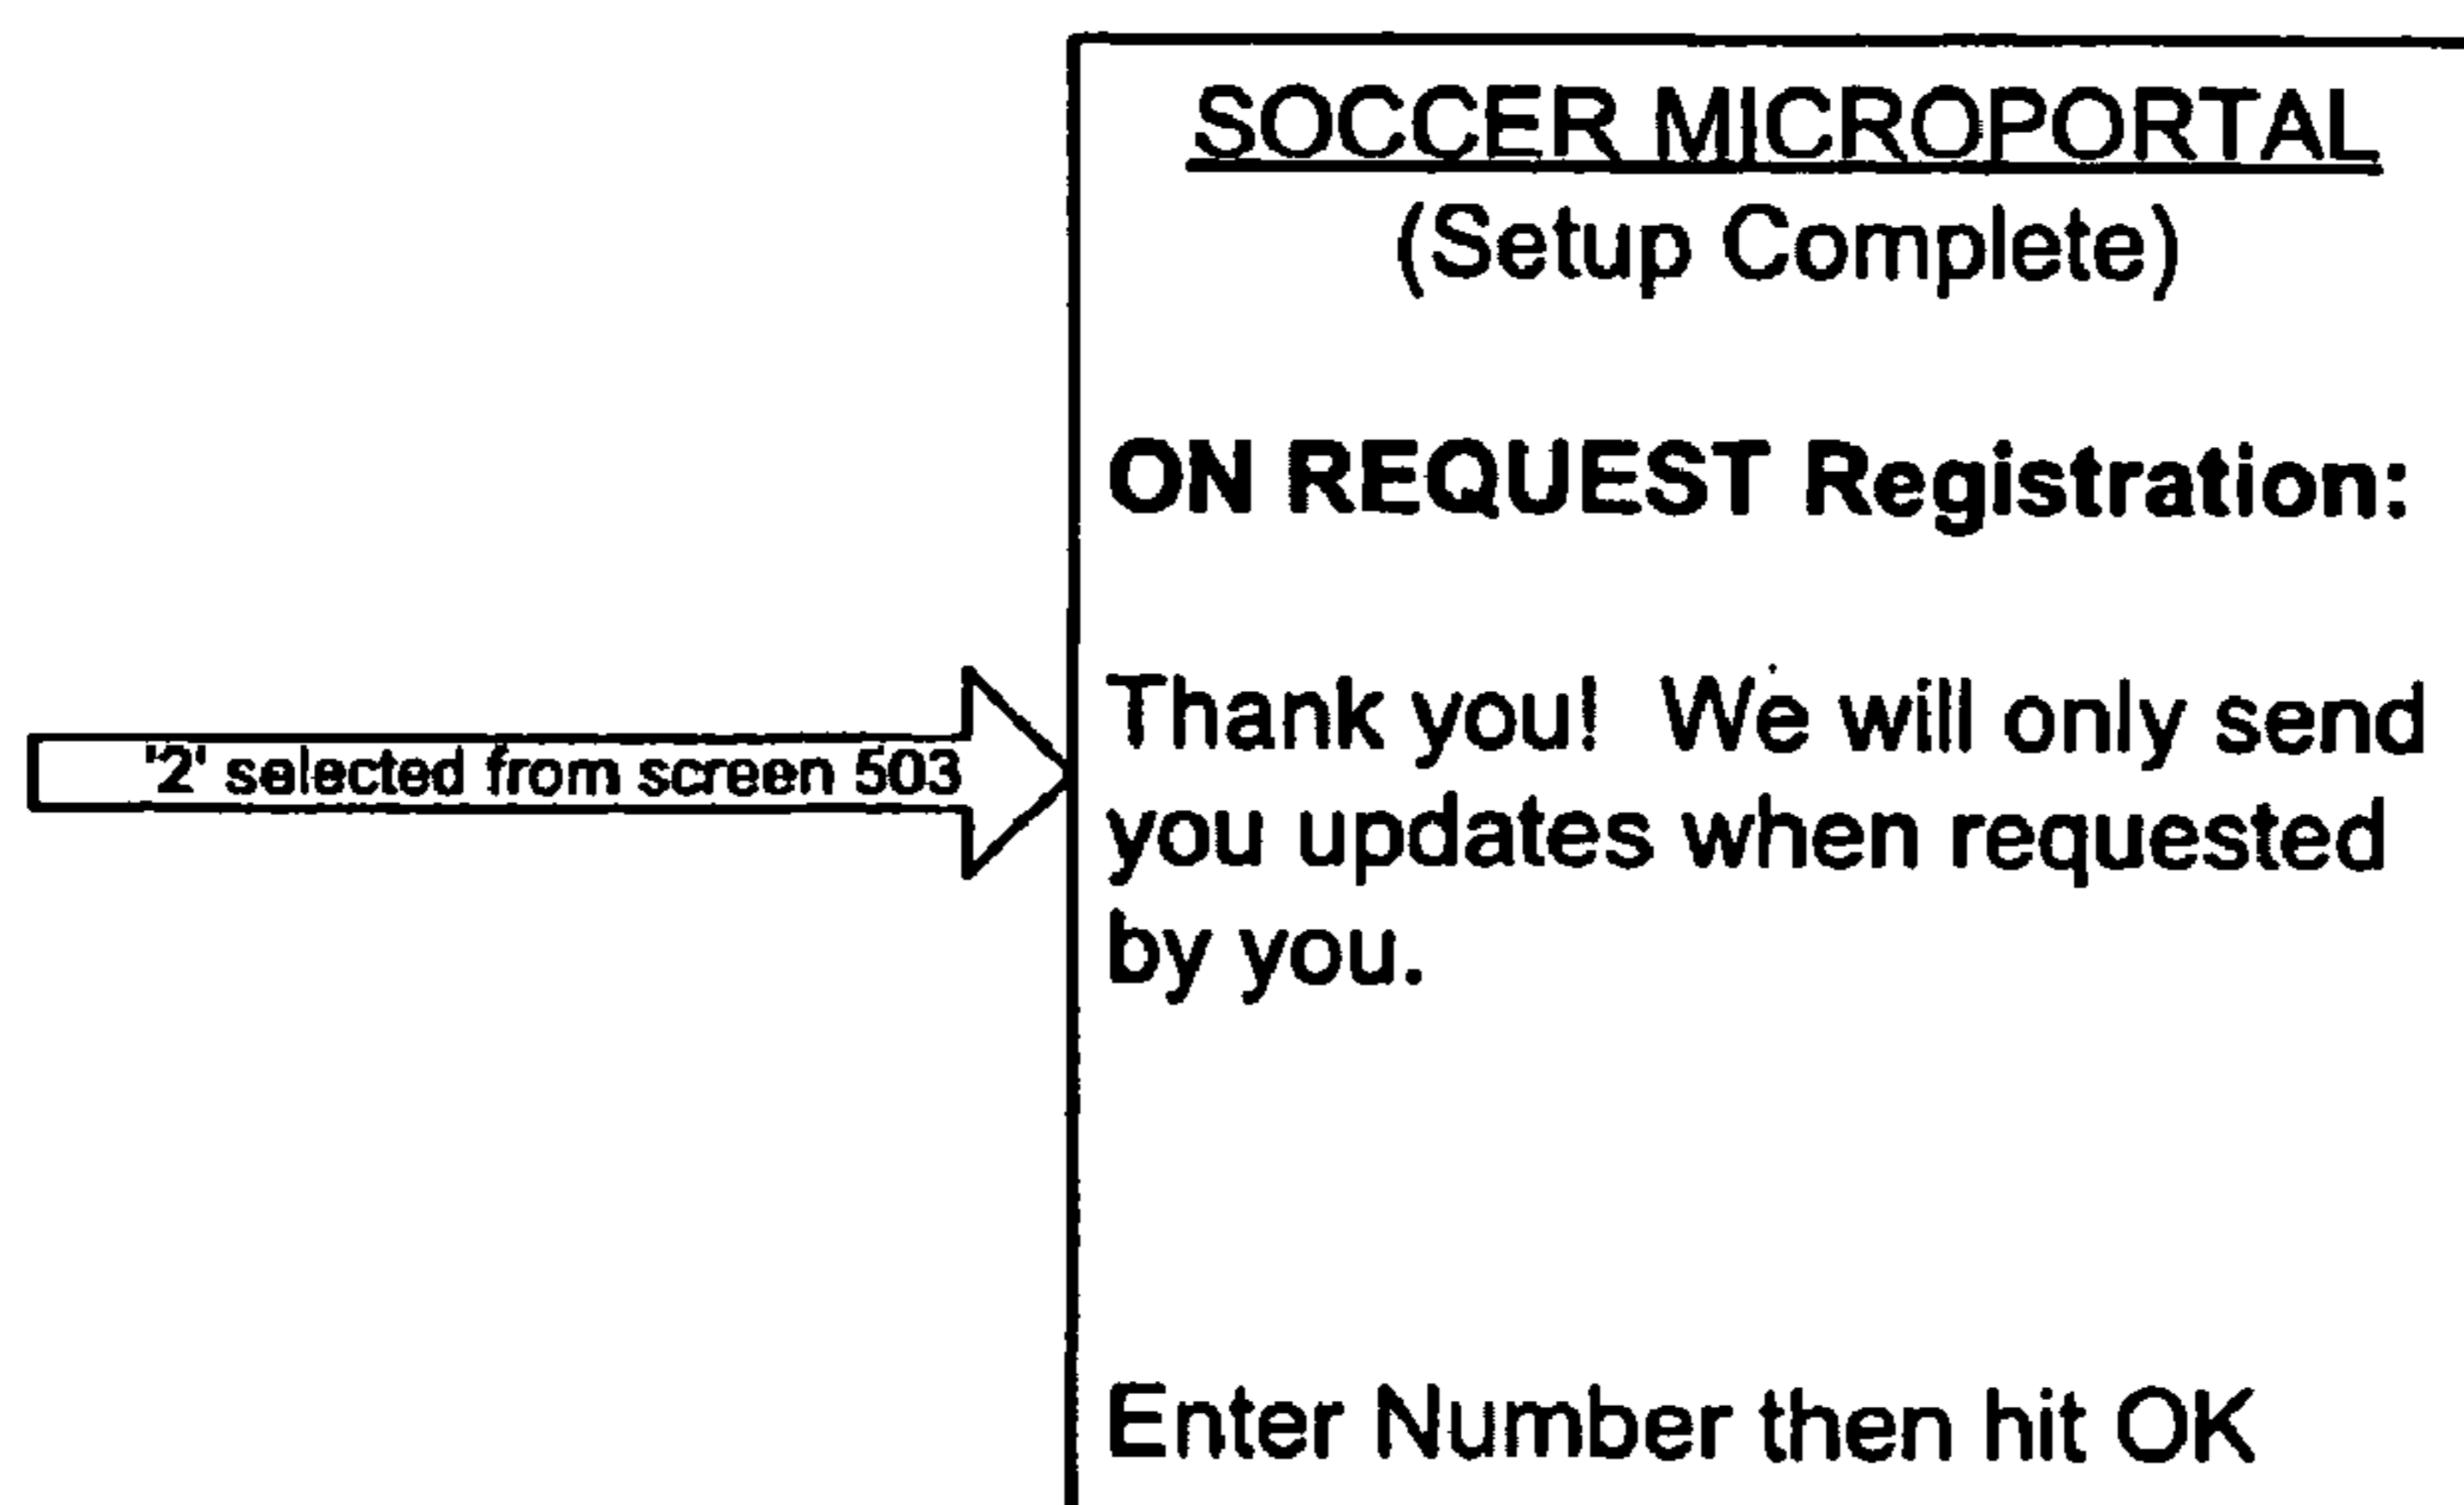 SOCCER MICROPORTAL
(Setup Complete)
ON REQUEST Registration:
'2' selected from screen 503
Thank you! We will only send
you updates when requested
by you.
Enter Number then hit OK